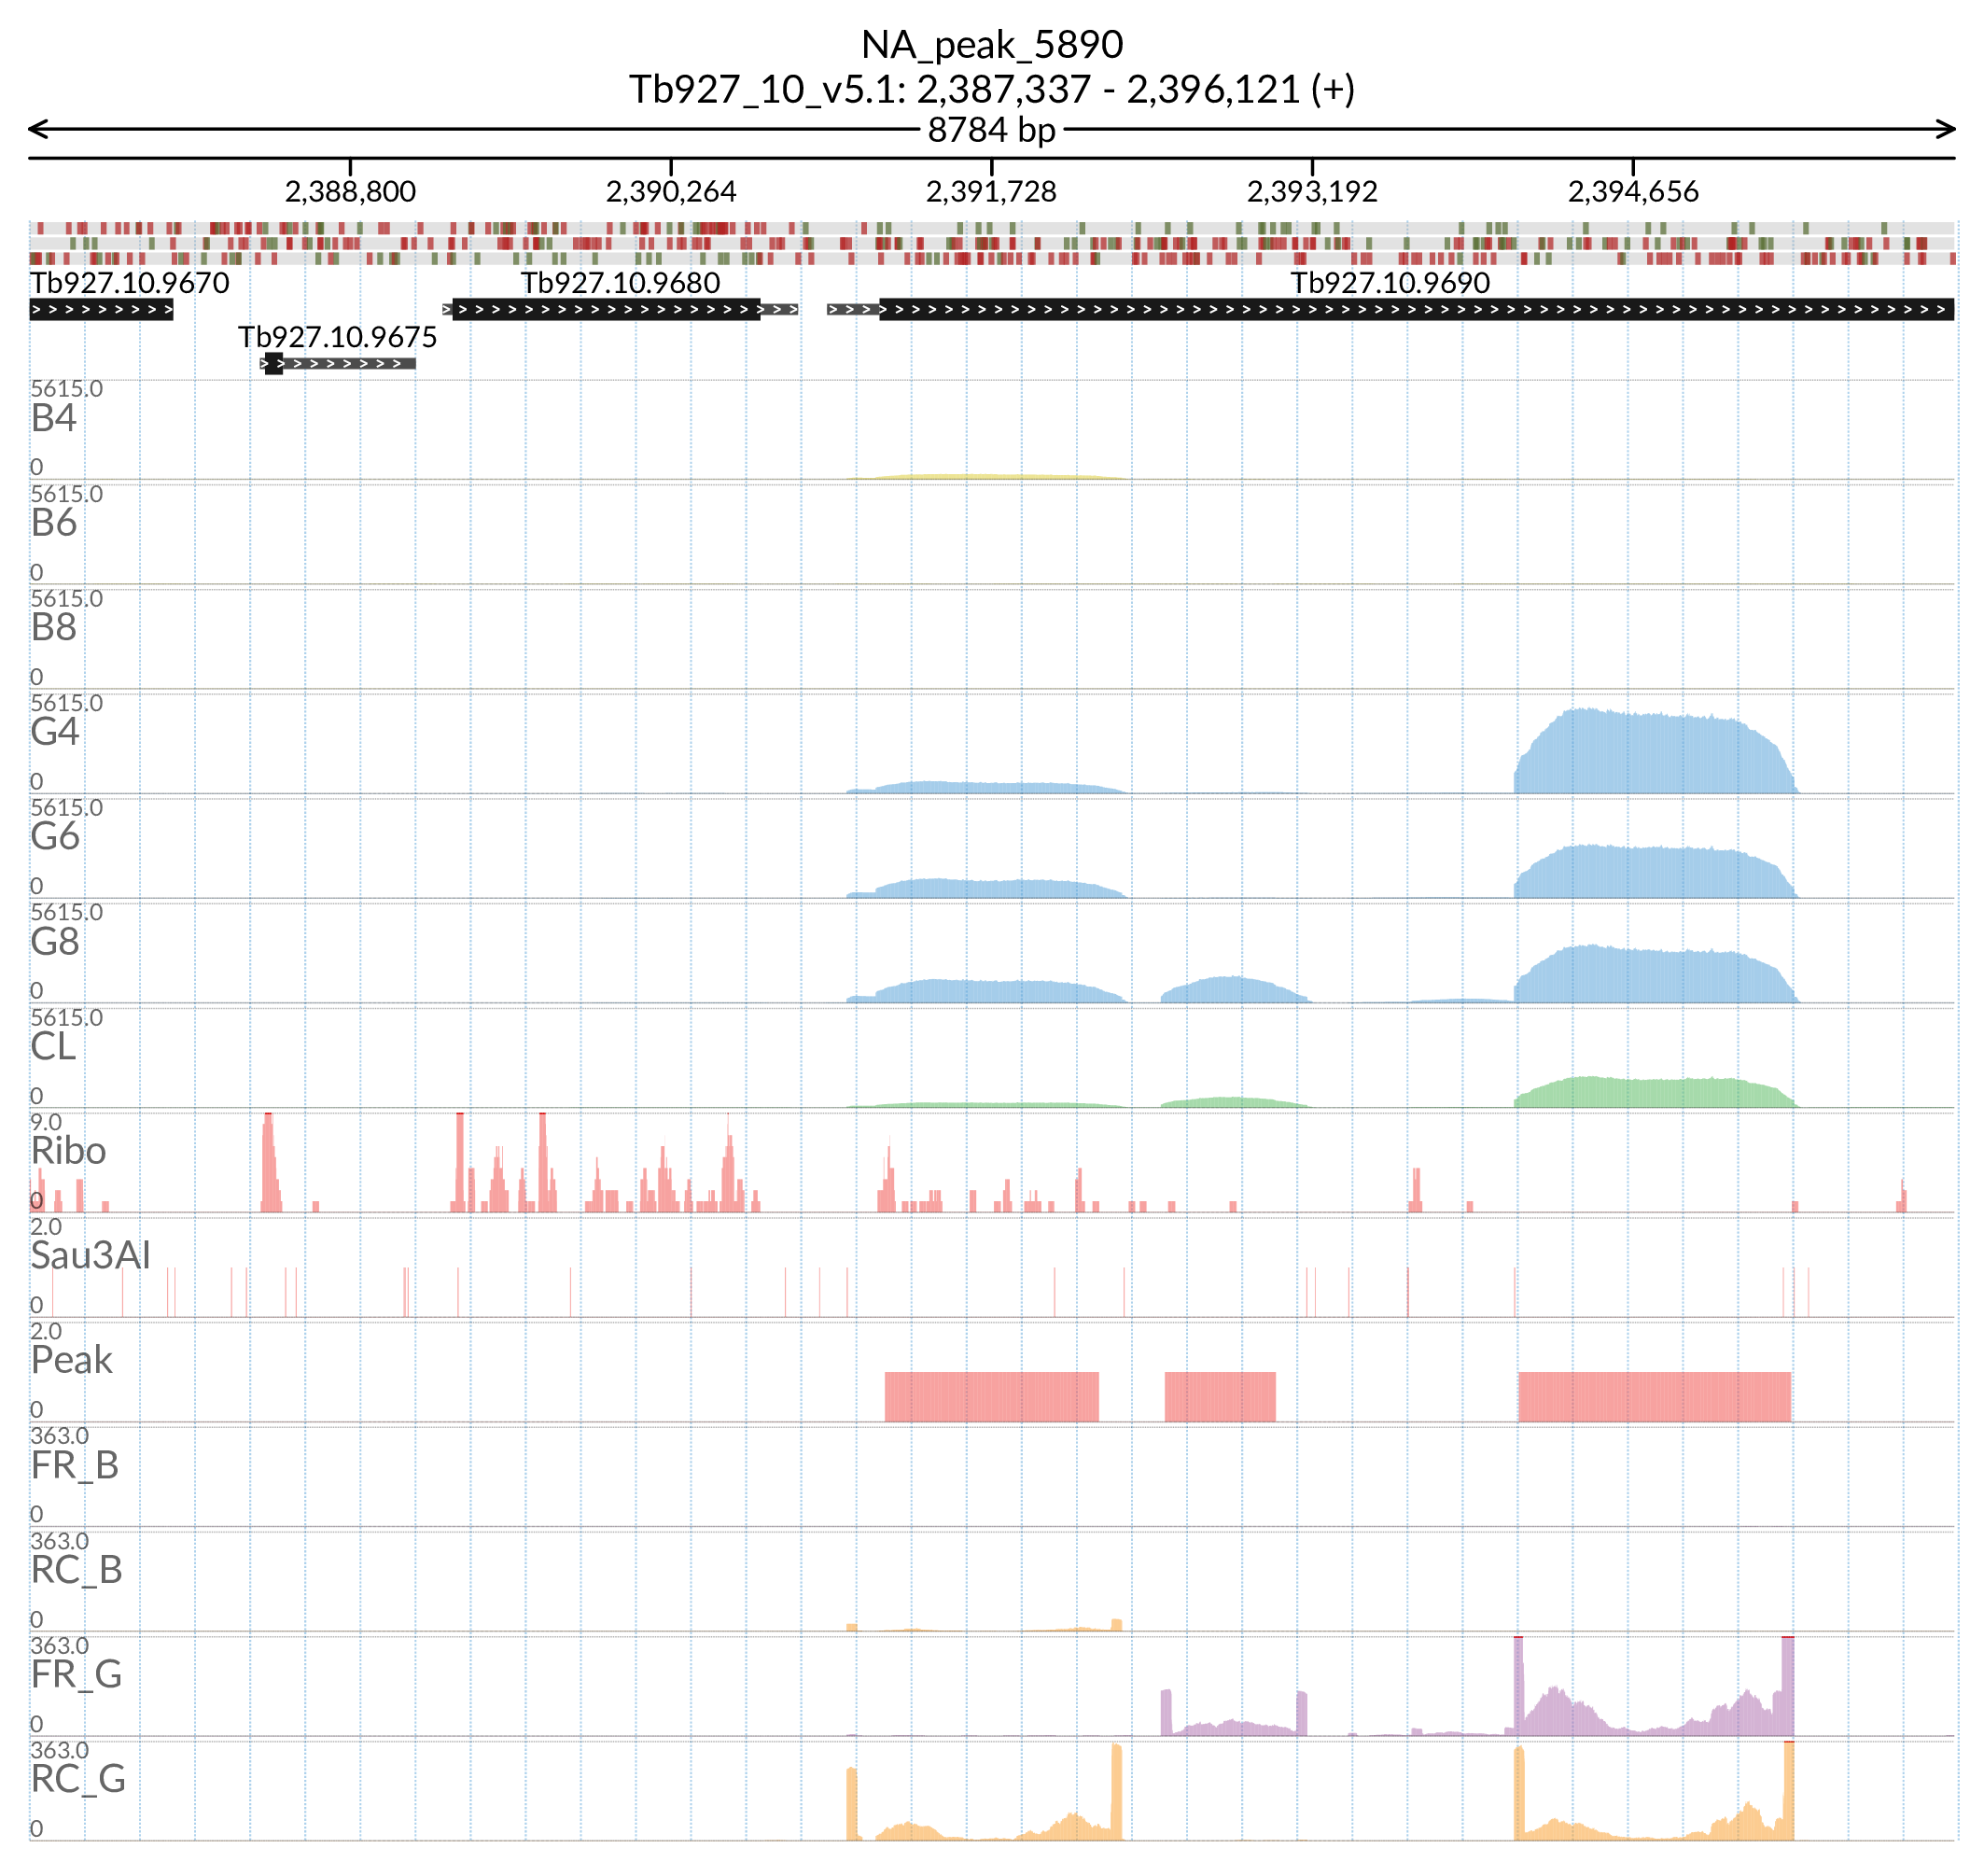 NA_peak_5890
Tb927_10_v5.1: 2,387,337 - 2,396,121 (+)
8784 bp
2,388,800 2,390,264 2,391,728 2,393,192 2,394,656
Tb927.10.9670 Tb927.10.9680 Tb927.10.9690
Tb927.10.9675
5615.0
B4
0
5615.0
B6
0
5615.0
B8
0
5615.0
G4
0
5615.0
G6
0
5615.0
G8
0
5615.0
CL
0
9.0
Ribo
0
2.0
Sau3AI
0
2.0
Peak
0
363.0
FR_B
0
363.0
RC_B
0
363.0
FR_G
0
363.0
RC_G
0